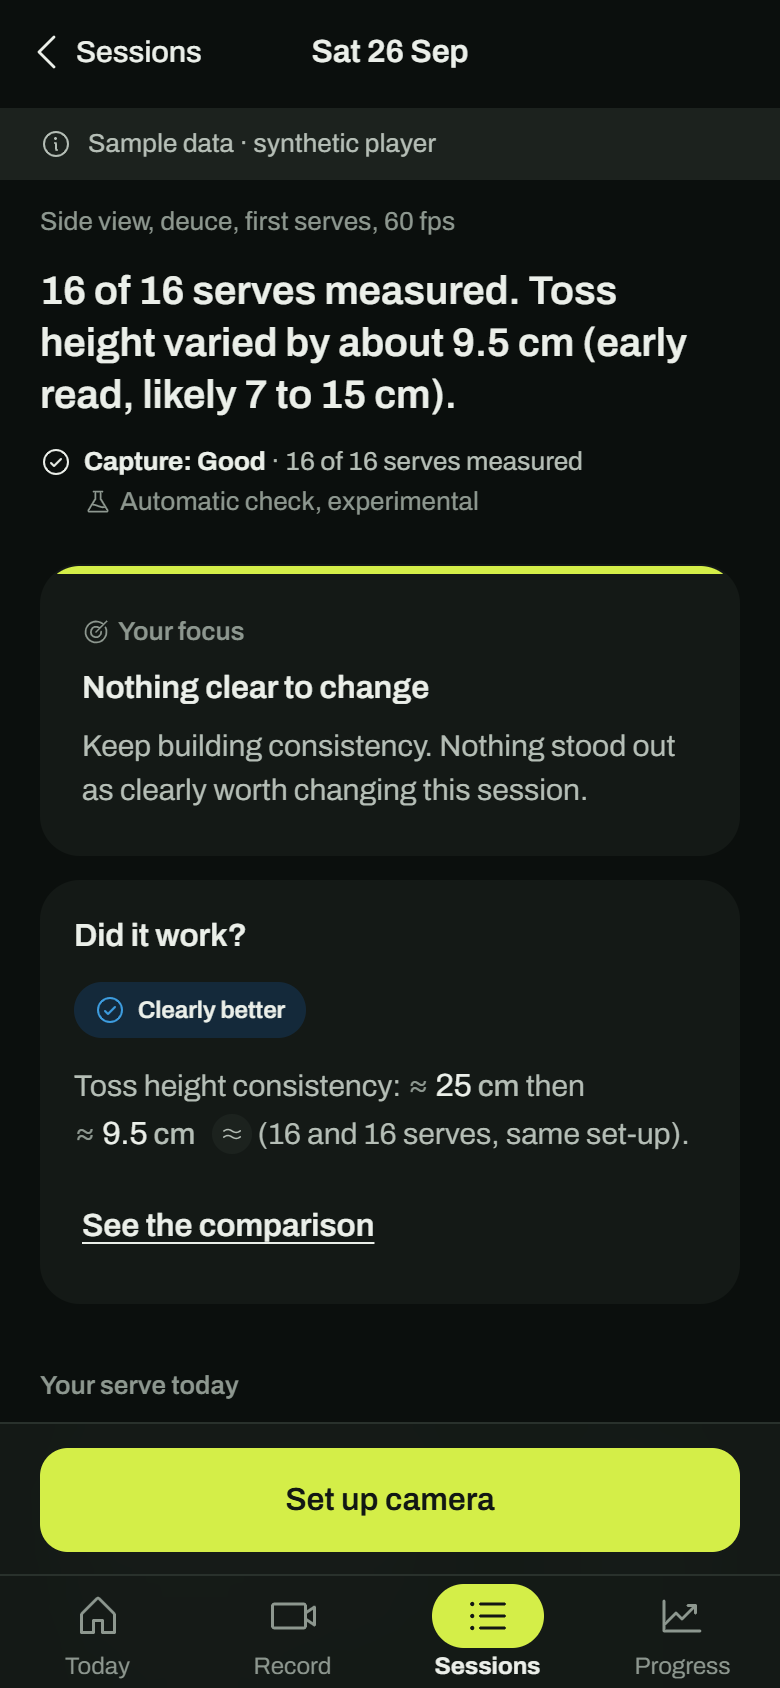 Sessions
Sat 26 Sep
Sample data · synthetic player
Side view, deuce, first serves, 60 fps
16 of 16 serves measured. Toss
height varied by about 9.5 cm (early
read, likely 7 to 15 cm).
Capture: Good · 16 of 16 serves measured
Automatic check, experimental
Your focus
Nothing clear to change
Keep building consistency. Nothing stood out
as clearly worth changing this session.
Did it work?
Clearly better
Toss height consistency: ≈ 25 cm then
≈ 9.5 cm ≈ (16 and 16 serves, same set-up).
See the comparison
Your serve today
Set up camera
Today
Record
Sessions
Progress